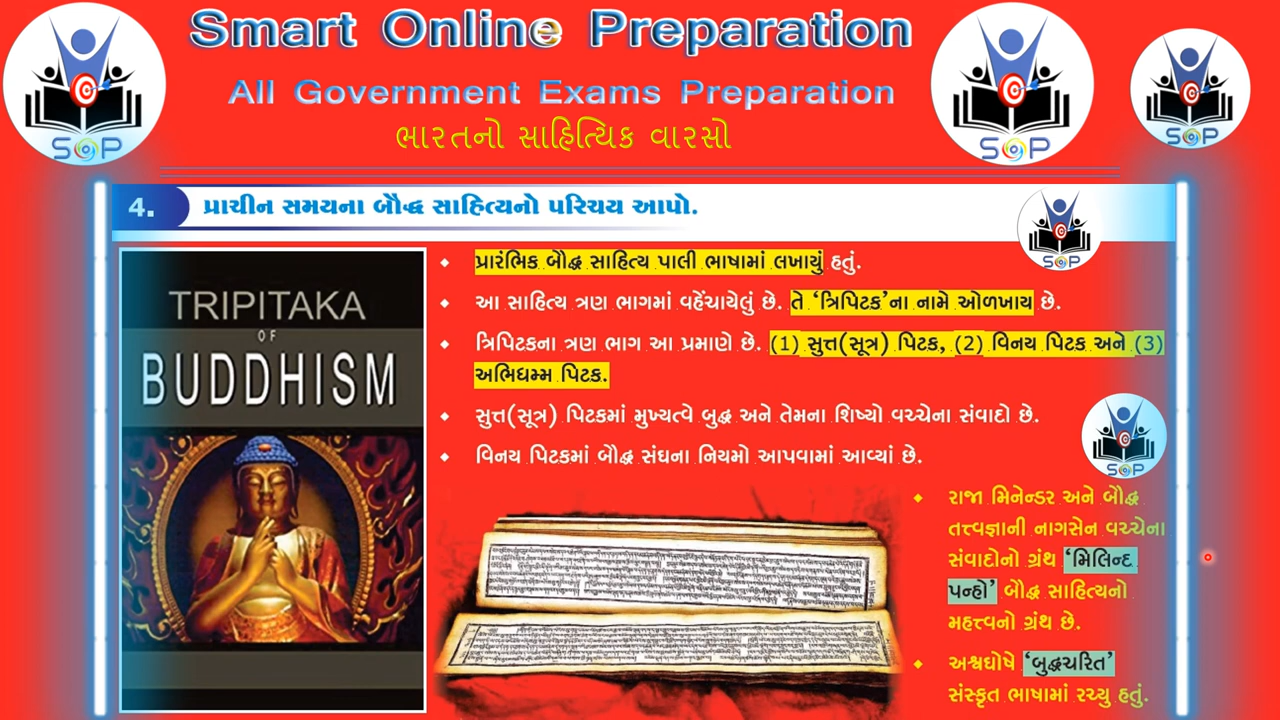 Smart Online Preparation
All Government Exams Preparation
ભારતનો સાહિત્યિક વારસો
SOP
SOP
SOP
4. પ્રાચીન સમયના બૌદ્ધ સાહિત્યનો પરિચય આપો.
SOP
TRIPITAKA
OF
BUDDHISM
◆ પ્રારંભિક બૌદ્ધ સાહિત્ય પાલી ભાષામાં લખાયું હતું.
◆ આ સાહિત્ય ત્રણ ભાગમાં વહેંચાયેલું છે. તે ‘ત્રિપિટક’ના નામે ઓળખાય છે.
◆ ત્રિપિટકના ત્રણ ભાગ આ પ્રમાણે છે. (1) સુત્ત(સૂત્ર) પિટક, (2) વિનય પિટક અને (3)
અભિધમ્મ પિટક.
◆ સુત્ત(સૂત્ર) પિટકમાં મુખ્યત્વે બુદ્ધ અને તેમના શિષ્યો વચ્ચેના સંવાદો છે.
◆ વિનય પિટકમાં બૌદ્ધ સંઘના નિયમો આપવામાં આવ્યાં છે.
SOP
◆ રાજા મિનેન્ડર અને બૌદ્ધ
તત્ત્વજ્ઞાની નાગસેન વચ્ચેના
સંવાદોનો ગ્રંથ ‘મિલિન્દ
પન્હો’ બૌદ્ધ સાહિત્યનો
મહત્ત્વનો ગ્રંથ છે.
◆ અશ્વઘોષે ‘બુદ્ધચરિત’
સંસ્કૃત ભાષામાં રચ્યુ હતું.